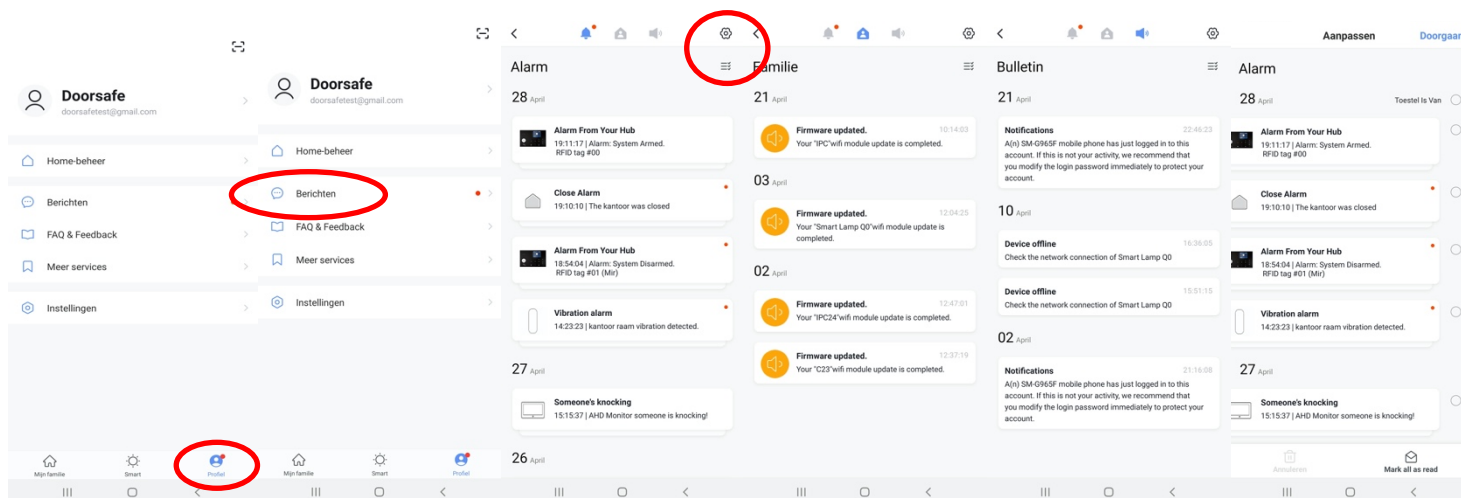 Doorsafe
doorsafetest@gmail.com
Home-beheer
Berichten
FAQ & Feedback
Meer services
Instellingen
Mijn familie
Smart
Profiel
Doorsafe
doorsafetest@gmail.com
Home-beheer
Berichten
FAQ & Feedback
Meer services
Instellingen
Mijn familie
Smart
Profiel
Alarm
28 April
Alarm From Your Hub
19:11:17 | Alarm: System Armed.
RFID tag #00
Close Alarm
19:10:10 | The kantoor was closed
Alarm From Your Hub
18:54:04 | Alarm: System Disarmed.
RFID tag #01 (Mir)
Vibration alarm
14:23:23 | kantoor raam vibration detected.
27 April
Someone's knocking
15:15:37 | AHD Monitor someone is knocking!
26 April
Familie
21 April
Firmware updated. 10:14:03
Your "IPC"wifi module update is completed.
03 April
Firmware updated. 12:04:25
Your "Smart Lamp Q0"wifi module update is
completed.
02 April
Firmware updated. 12:47:01
Your "IPC24"wifi module update is completed.
Firmware updated. 12:37:19
Your "C23"wifi module update is completed.
Bulletin
21 April
Notifications 22:46:23
A(n) SM-G965F mobile phone has just logged in to this
account. If this is not your activity, we recommend that
you modify the login password immediately to protect your
account.
10 April
Device offline 16:36:05
Check the network connection of Smart Lamp Q0
Device offline 15:51:15
Check the network connection of Smart Lamp Q0
02 April
Notifications 21:16:08
A(n) SM-G965F mobile phone has just logged in to this
account. If this is not your activity, we recommend that
you modify the login password immediately to protect your
account.
Aanpassen Doorgaan
Alarm
28 April Toestel Is Van
Alarm From Your Hub
19:11:17 | Alarm: System Armed.
RFID tag #00
Close Alarm
19:10:10 | The kantoor was closed
Alarm From Your Hub
18:54:04 | Alarm: System Disarmed.
RFID tag #01 (Mir)
Vibration alarm
14:23:23 | kantoor raam vibration detected.
27 April
Someone's knocking
15:15:37 | AHD Monitor someone is knocking!
Annuleren
Mark all as read